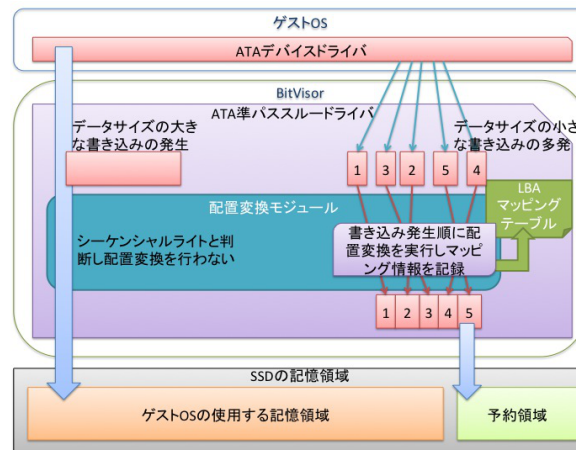 ゲストOS
ATAデバイスドライバ
BitVisor
ATA準パススルードライバ
データサイズの大き
な書き込みの発生
データサイズの小さ
な書き込みの多発
1 3 2 5 4
LBA
マッピング
テーブル
配置変換モジュール
シーケンシャルライトと判
断し配置変換を行わない
書き込み発生順に配
置変換を実行しマッピ
ング情報を記録
1 2 3 4 5
SSDの記憶領域
ゲストOSの使用する記憶領域
予約領域